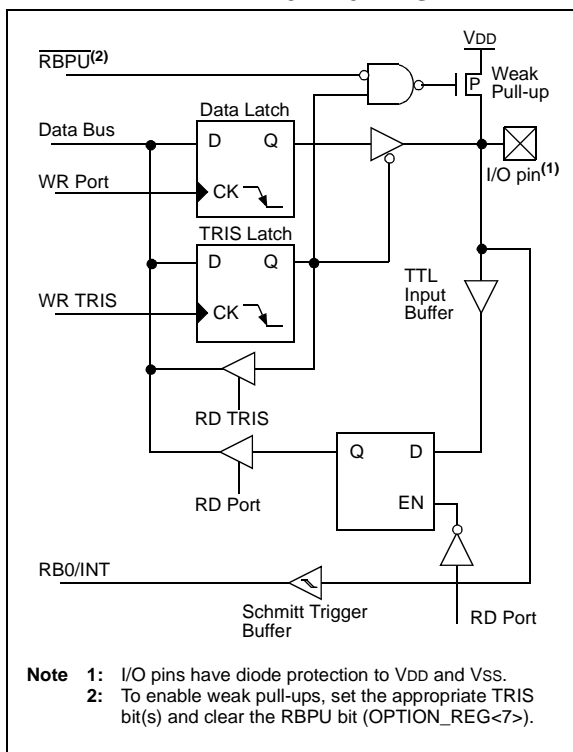 VDD
RBPU(2)
P
Weak
Pull-up
Data Latch
Data Bus
D
Q
I/O pin(1)
WR Port
CK
TRIS Latch
D
Q
TTL
Input
Buffer
WR TRIS
CK
RD TRIS
Q
D
RD Port
EN
RB0/INT
Schmitt Trigger
Buffer
RD Port
Note 1: I/O pins have diode protection to VDD and VSS.
2: To enable weak pull-ups, set the appropriate TRIS
bit(s) and clear the RBPU bit (OPTION_REG<7>).